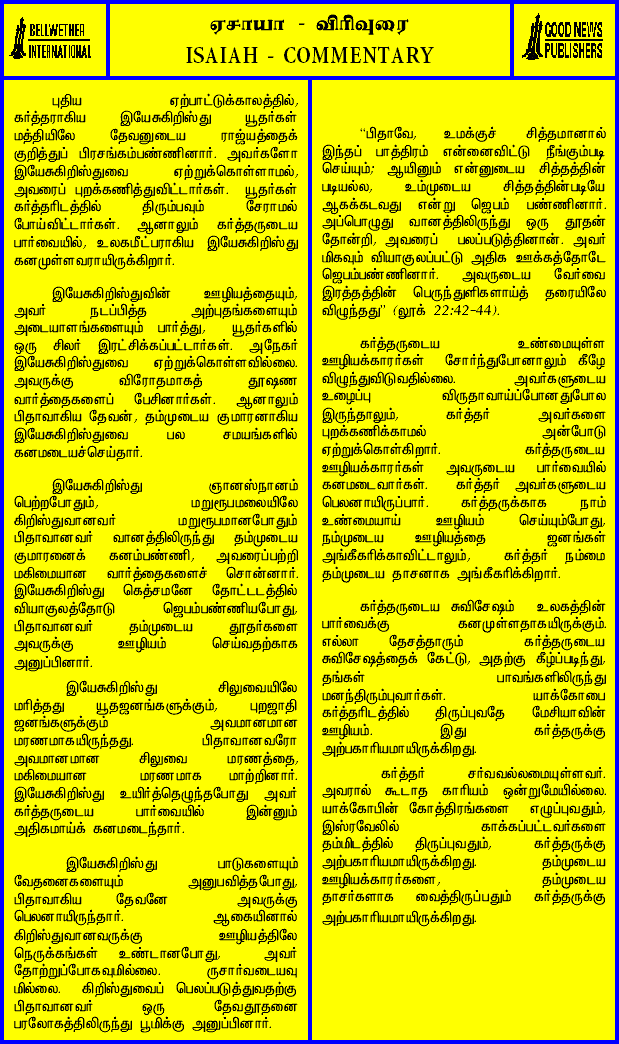 BELLWETHER
INTERNATIONAL
ஏசாயா - விரிவுரை
ISAIAH - COMMENTARY
GOOD NEWS
PUBLISHERS
புதிய ஏற்பாட்டுக்காலத்தில்,
கர்த்தராகிய இயேசுகிறிஸ்து யூதர்கள்
மத்தியிலே தேவனுடைய ராஜ்யத்தைக்
குறித்துப் பிரசங்கம்பண்ணினார். அவர்களோ
இயேசுகிறிஸ்துவை ஏற்றுக்கொள்ளாமல்,
அவரைப் புறக்கணித்துவிட்டார்கள். யூதர்கள்
கர்த்தரிடத்தில் திரும்பவும் சேராமல்
போய்விட்டார்கள். ஆனாலும் கர்த்தருடைய
பார்வையில், உலகமீட்பராகிய இயேசுகிறிஸ்து
கனமுள்ளவராயிருக்கிறார்.
இயேசுகிறிஸ்துவின் ஊழியத்தையும்,
அவர் நடப்பித்த அற்புதங்களையும்
அடையாளங்களையும் பார்த்து, யூதர்களில்
ஒரு சிலர் இரட்சிக்கப்பட்டார்கள். அநேகர்
இயேசுகிறிஸ்துவை ஏற்றுக்கொள்ளவில்லை.
அவருக்கு விரோதமாகத் தூஷண
வார்த்தைகளைப் பேசினார்கள். ஆனாலும்
பிதாவாகிய தேவன், தம்முடைய குமாரனாகிய
இயேசுகிறிஸ்துவை பல சமயங்களில்
கனமடையச்செய்தார்.
இயேசுகிறிஸ்து ஞானஸ்நானம்
பெற்றபோதும், மறுரூபமலையிலே
கிறிஸ்துவானவர் மறுரூபமானபோதும்
பிதாவானவர் வானத்திலிருந்து தம்முடைய
குமாரனைக் கனம்பண்ணி, அவரைப்பற்றி
மகிமையான வார்த்தைகளைச் சொன்னார்.
இயேசுகிறிஸ்து கெத்சமனே தோட்டத்தில்
வியாகுலத்தோடு ஜெபம்பண்ணியபோது,
பிதாவானவர் தம்முடைய தூதர்களை
அவருக்கு ஊழியம் செய்வதற்காக
அனுப்பினார்.
இயேசுகிறிஸ்து சிலுவையிலே
மரித்தது யூதஜனங்களுக்கும், புறஜாதி
ஜனங்களுக்கும் அவமானமான
மரணமாகயிருந்தது. பிதாவானவரோ
அவமானமான சிலுவை மரணத்தை,
மகிமையான மரணமாக மாற்றினார்.
இயேசுகிறிஸ்து உயிர்த்தெழுந்தபோது அவர்
கர்த்தருடைய பார்வையில் இன்னும்
அதிகமாய்க் கனமடைந்தார்.
இயேசுகிறிஸ்து பாடுகளையும்
வேதனைகளையும் அனுபவித்தபோது,
பிதாவாகிய தேவனே அவருக்கு
பெலனாயிருந்தார். ஆகையினால்
கிறிஸ்துவானவருக்கு ஊழியத்திலே
நெருக்கங்கள் உண்டானபோது, அவர்
தோற்றுப்போகவுமில்லை. ருசார்வடையவு
மில்லை. கிறிஸ்துவைப் பெலப்படுத்துவதற்கு
பிதாவானவர் ஒரு தேவதூதனை
பரலோகத்திலிருந்து பூமிக்கு அனுப்பினார்.
“பிதாவே, உமக்குச் சித்தமானால்
இந்தப் பாத்திரம் என்னைவிட்டு நீங்கும்படி
செய்யும்; ஆயினும் என்னுடைய சித்தத்தின்
படியல்ல, உம்முடைய சித்தத்தின்படியே
ஆகக்கடவது என்று ஜெபம் பண்ணினார்.
அப்பொழுது வானத்திலிருந்து ஒரு தூதன்
தோன்றி, அவரைப் பலப்படுத்தினான். அவர்
மிகவும் வியாகுலப்பட்டு அதிக ஊக்கத்தோடே
ஜெபம்பண்ணினார். அவருடைய வேர்வை
இரத்தத்தின் பெருந்துளிகளாய்த் தரையிலே
விழுந்தது” (லூக் 22:42-44).
கர்த்தருடைய உண்மையுள்ள
ஊழியக்காரர்கள் சோர்ந்துபோனாலும் கீழே
விழுந்துவிடுவதில்லை. அவர்களுடைய
உழைப்பு விருதாவாய்ப்போனதுபோல
இருந்தாலும், கர்த்தர் அவர்களை
புறக்கணிக்காமல் அன்போடு
ஏற்றுக்கொள்கிறார். கர்த்தருடைய
ஊழியக்காரர்கள் அவருடைய பார்வையில்
கனமடைவார்கள். கர்த்தர் அவர்களுடைய
பெலனாயிருப்பார். கர்த்தருக்காக நாம்
உண்மையாய் ஊழியம் செய்யும்போது,
நம்முடைய ஊழியத்தை ஜனங்கள்
அங்கீகரிக்காவிட்டாலும், கர்த்தர் நம்மை
தம்முடைய தாசனாக அங்கீகரிக்கிறார்.
கர்த்தருடைய சுவிசேஷம் உலகத்தின்
பார்வைக்கு கனமுள்ளதாகயிருக்கும்.
எல்லா தேசத்தாரும் கர்த்தருடைய
சுவிசேஷத்தைக் கேட்டு, அதற்கு கீழ்ப்படிந்து,
தங்கள் பாவங்களிலிருந்து
மனந்திரும்புவார்கள். யாக்கோபை
கர்த்தரிடத்தில் திருப்புவதே மேசியாவின்
ஊழியம். இது கர்த்தருக்கு
அற்பகாரியமாயிருக்கிறது.
கர்த்தர் சர்வவல்லமையுள்ளவர்.
அவரால் கூடாத காரியம் ஒன்றுமேயில்லை.
யாக்கோபின் கோத்திரங்களை எழுப்புவதும்,
இஸ்ரவேலில் காக்கப்பட்டவர்களை
தம்மிடத்தில் திருப்புவதும், கர்த்தருக்கு
அற்பகாரியமாயிருக்கிறது. தம்முடைய
ஊழியக்காரர்களை, தம்முடைய
தாசர்களாக வைத்திருப்பதும் கர்த்தருக்கு
அற்பகாரியமாயிருக்கிறது.